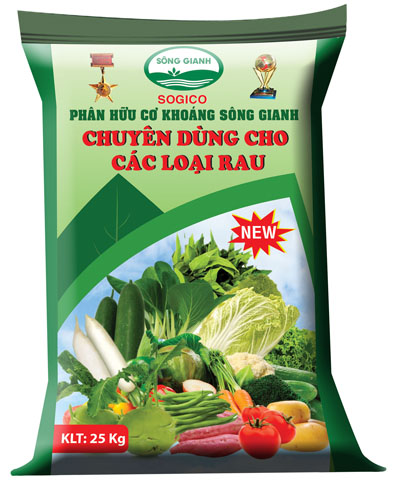 SÔNG GIANH
SOGICO
PHÂN HỮU CƠ KHOÁNG SÔNG GIANH
CHUYÊN DÙNG CHO
CÁC LOẠI RAU
NEW
KLT: 25 Kg